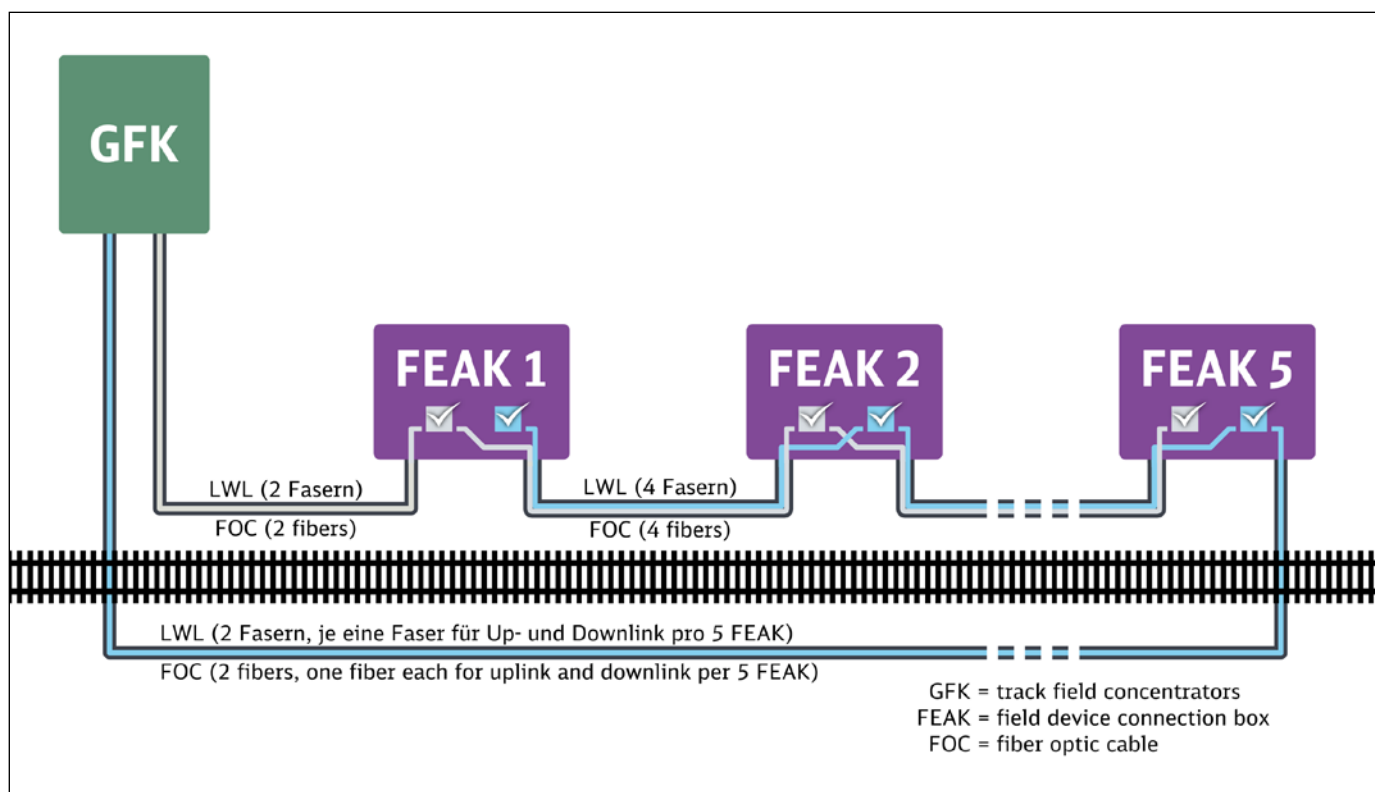 GFK
FEAK 1
FEAK 2
FEAK 5
LWL (2 Fasern)
FOC (2 fibers)
LWL (4 Fasern)
FOC (4 fibers)
LWL (2 Fasern, je eine Faser für Up- und Downlink pro 5 FEAK)
FOC (2 fibers, one fiber each for uplink and downlink per 5 FEAK)
GFK = track field concentrators
FEAK = field device connection box
FOC = fiber optic cable